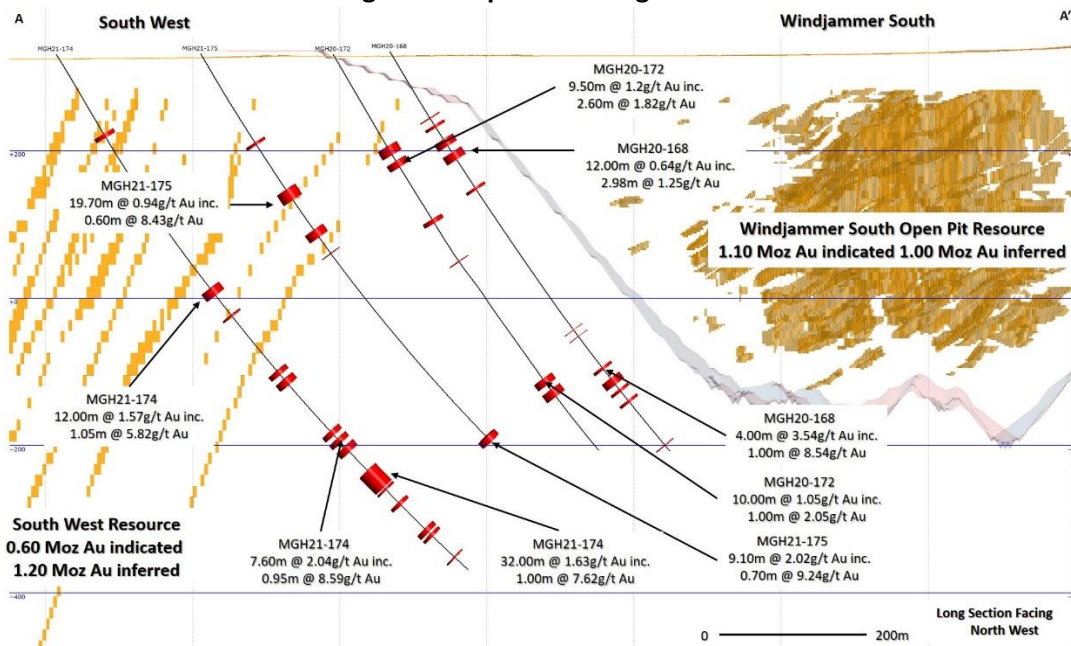 A
South West
Windjammer South
A'
MGH21-174
MGH21-175
MGH20-172
MGH20-168
MGH20-172
9.50m @ 1.2g/t Au inc.
2.60m @ 1.82g/t Au
MGH20-168
12.00m @ 0.64g/t Au inc.
2.98m @ 1.25g/t Au
+200
MGH21-175
19.70m @ 0.94g/t Au inc.
0.60m @ 8.43g/t Au
Windjammer South Open Pit Resource
1.10 Moz Au indicated 1.00 Moz Au inferred
+0
MGH21-174
12.00m @ 1.57g/t Au inc.
1.05m @ 5.82g/t Au
MGH20-168
4.00m @ 3.54g/t Au inc.
1.00m @ 8.54g/t Au
-200
MGH20-172
10.00m @ 1.05g/t Au inc.
1.00m @ 2.05g/t Au
South West Resource
0.60 Moz Au indicated
1.20 Moz Au inferred
MGH21-174
7.60m @ 2.04g/t Au inc.
0.95m @ 8.59g/t Au
MGH21-174
32.00m @ 1.63g/t Au inc.
1.00m @ 7.62g/t Au
MGH21-175
9.10m @ 2.02g/t Au inc.
0.70m @ 9.24g/t Au
-400
Long Section Facing
North West
0 200m